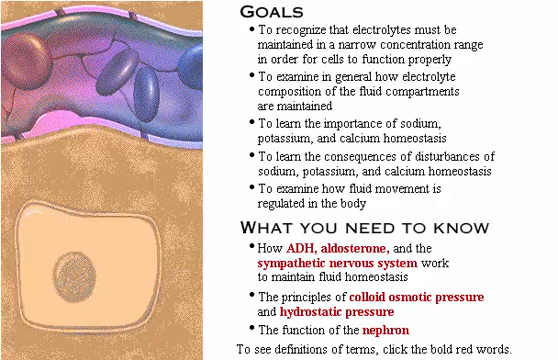 GOALS
• To recognize that electrolytes must be
maintained in a narrow concentration range
in order for cells to function properly
• To examine in general how electrolyte
composition of the fluid compartments
are maintained
• To learn the importance of sodium,
potassium, and calcium homeostasis
• To learn the consequences of disturbances of
sodium, potassium, and calcium homeostasis
• To examine how fluid movement is
regulated in the body
WHAT YOU NEED TO KNOW
• How ADH, aldosterone, and the
sympathetic nervous system work
to maintain fluid homeostasis
• The principles of colloid osmotic pressure
and hydrostatic pressure
• The function of the nephron
To see definitions of terms, click the bold red words.